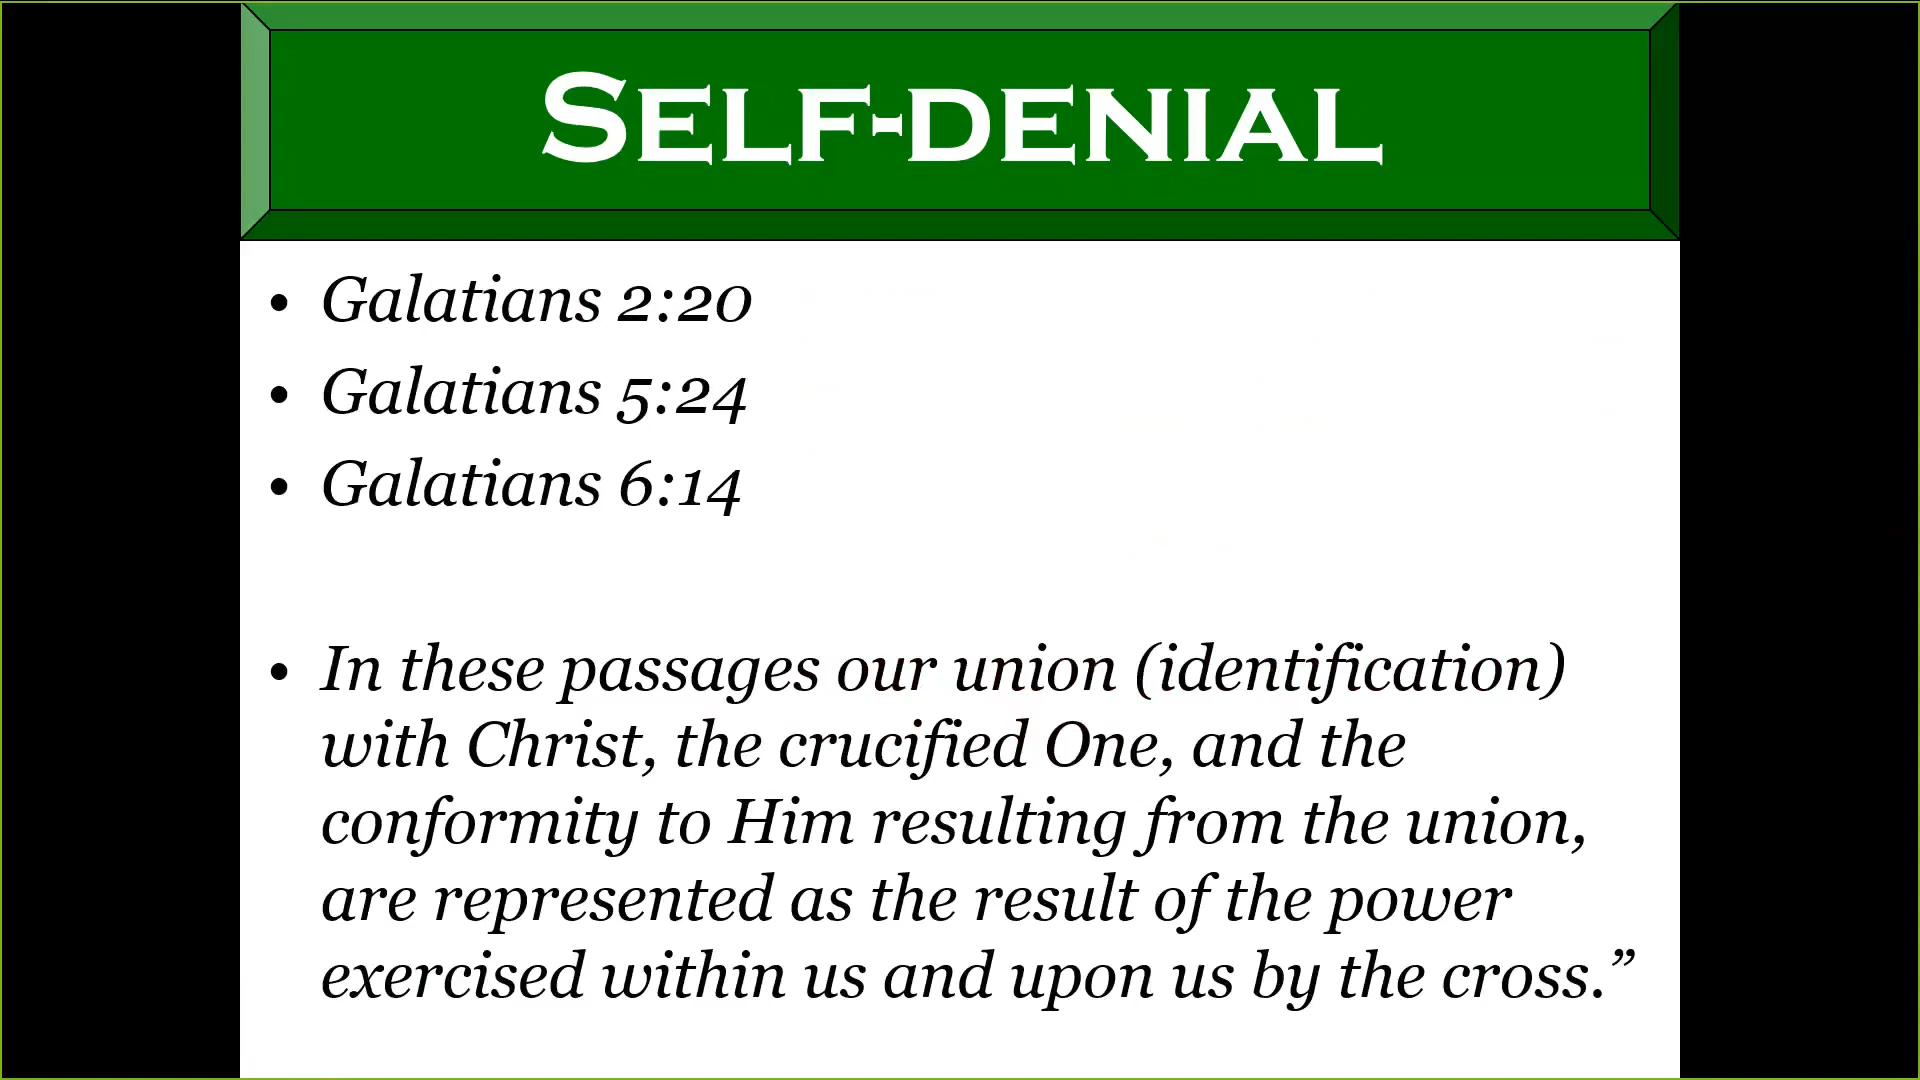 SELF-DENIAL
• Galatians 2:20
• Galatians 5:24
• Galatians 6:14
• In these passages our union (identification)
with Christ, the crucified One, and the
conformity to Him resulting from the union,
are represented as the result of the power
exercised within us and upon us by the cross.”